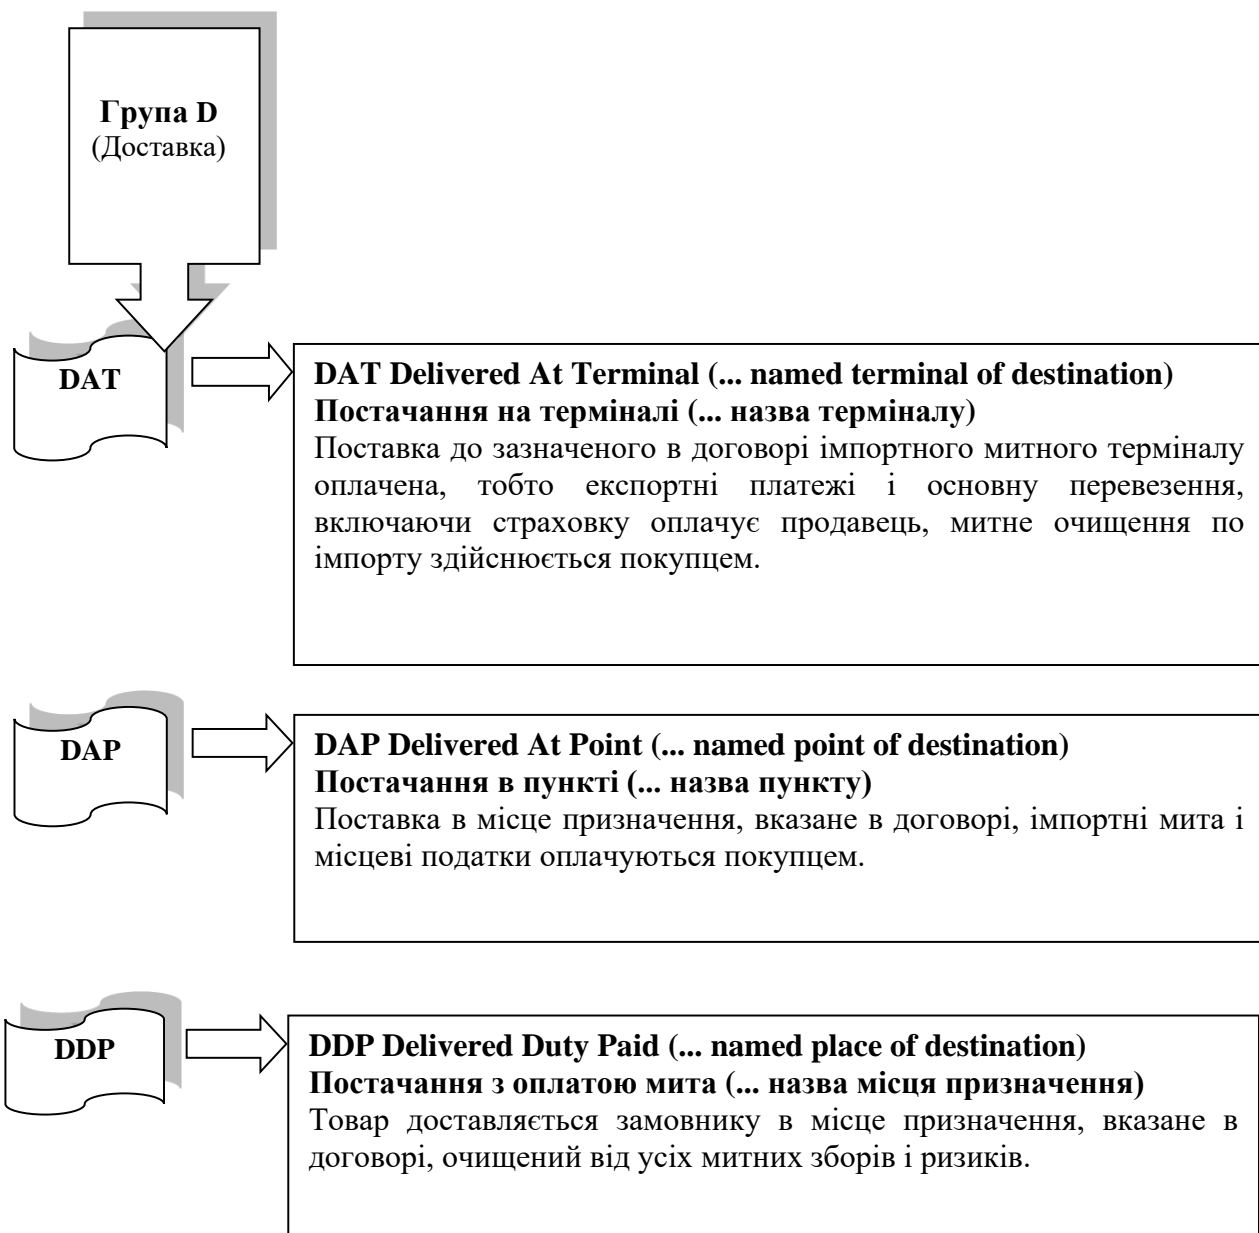 Група D
(Доставка)
DAT
DAT Delivered At Terminal (... named terminal of destination)
Постачання на терміналі (... назва терміналу)
Поставка до зазначеного в договорі імпортного митного терміналу
оплачена, тобто експортні платежі і основну перевезення,
включаючи страховку оплачує продавець, митне очищення по
імпорту здійснюється покупцем.
DAP
DAP Delivered At Point (... named point of destination)
Постачання в пункті (... назва пункту)
Поставка в місце призначення, вказане в договорі, імпортні мита і
місцеві податки оплачуються покупцем.
DDP
DDP Delivered Duty Paid (... named place of destination)
Постачання з оплатою мита (... назва місця призначення)
Товар доставляється замовнику в місце призначення, вказане в
договорі, очищений від усіх митних зборів і ризиків.